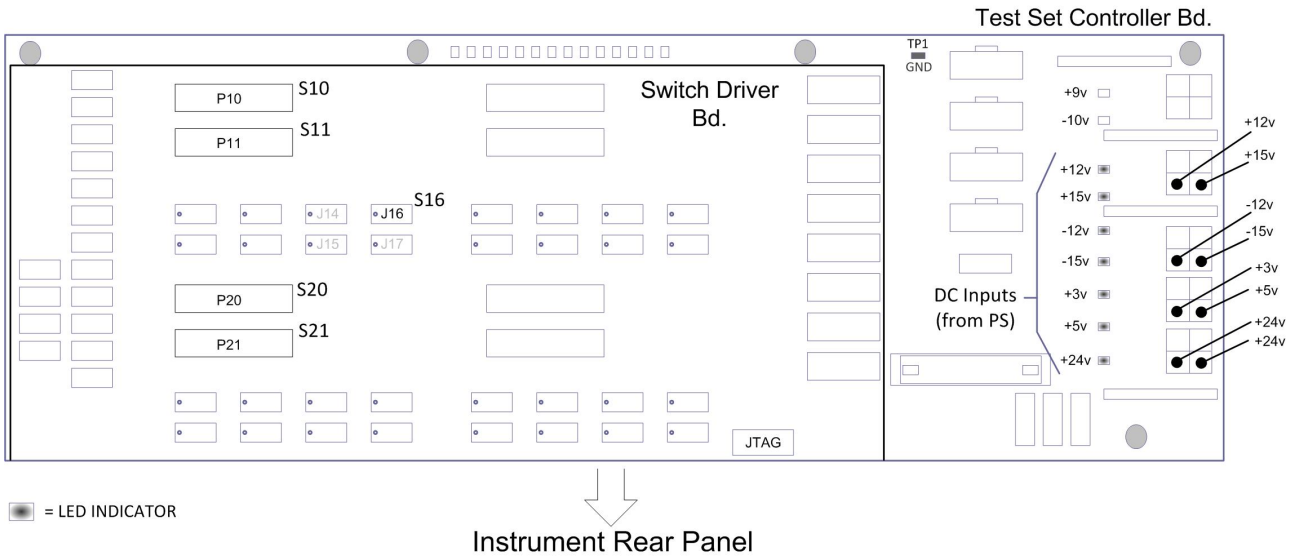 Test Set Controller Bd.
TP1
GND
S10
P10
Switch Driver
Bd.
S11
P11
+9v
-10v
+12v
+15v
+12v
+15v
-12v
-15v
+3v
+5v
+24v
S16
J14
J16
J15
J17
-12v
-15v
+3v
+5v
+24v
+24v
DC Inputs
(from PS)
S20
P20
S21
P21
JTAG
= LED INDICATOR
Instrument Rear Panel